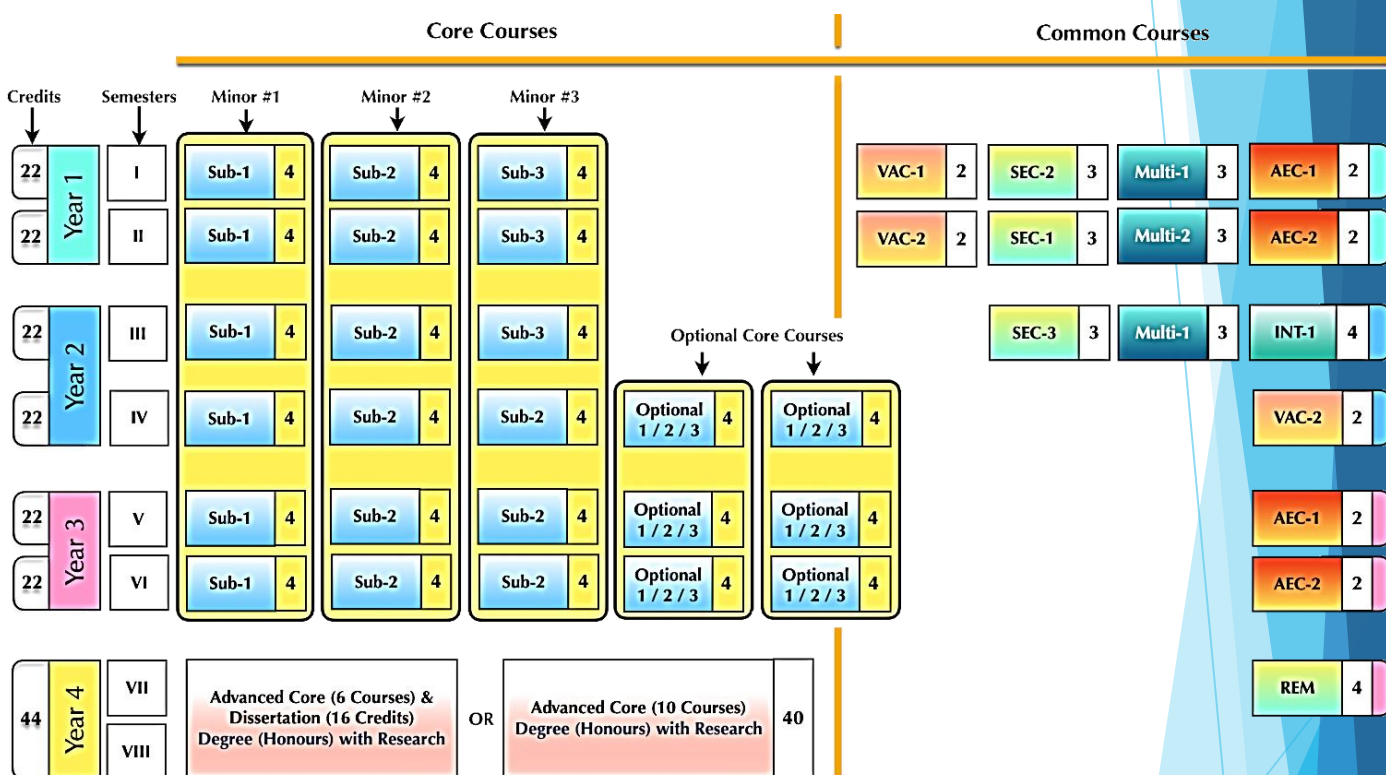 Core Courses
Common Courses
Credits
Semesters
Minor #1
Minor #2
Minor #3
22
Year 1
I
Sub-1 4
Sub-2 4
Sub-3 4
VAC-1 2
SEC-2 3
Multi-1 3
AEC-1 2
22
II
Sub-1 4
Sub-2 4
Sub-3 4
VAC-2 2
SEC-1 3
Multi-2 3
AEC-2 2
22
Year 2
III
Sub-1 4
Sub-2 4
Sub-3 4
Optional Core Courses
SEC-3 3
Multi-1 3
INT-1 4
22
IV
Sub-1 4
Sub-2 4
Sub-2 4
Optional
1 / 2 / 3
4
Optional
1 / 2 / 3
4
VAC-2 2
22
Year 3
V
Sub-1 4
Sub-2 4
Sub-2 4
Optional
1 / 2 / 3
4
Optional
1 / 2 / 3
4
AEC-1 2
22
VI
Sub-1 4
Sub-2 4
Sub-2 4
Optional
1 / 2 / 3
4
Optional
1 / 2 / 3
4
AEC-2 2
44
Year 4
VII
VIII
Advanced Core (6 Courses) &
Dissertation (16 Credits)
Degree (Honours) with Research
OR
Advanced Core (10 Courses)
Degree (Honours) with Research
40
REM 4